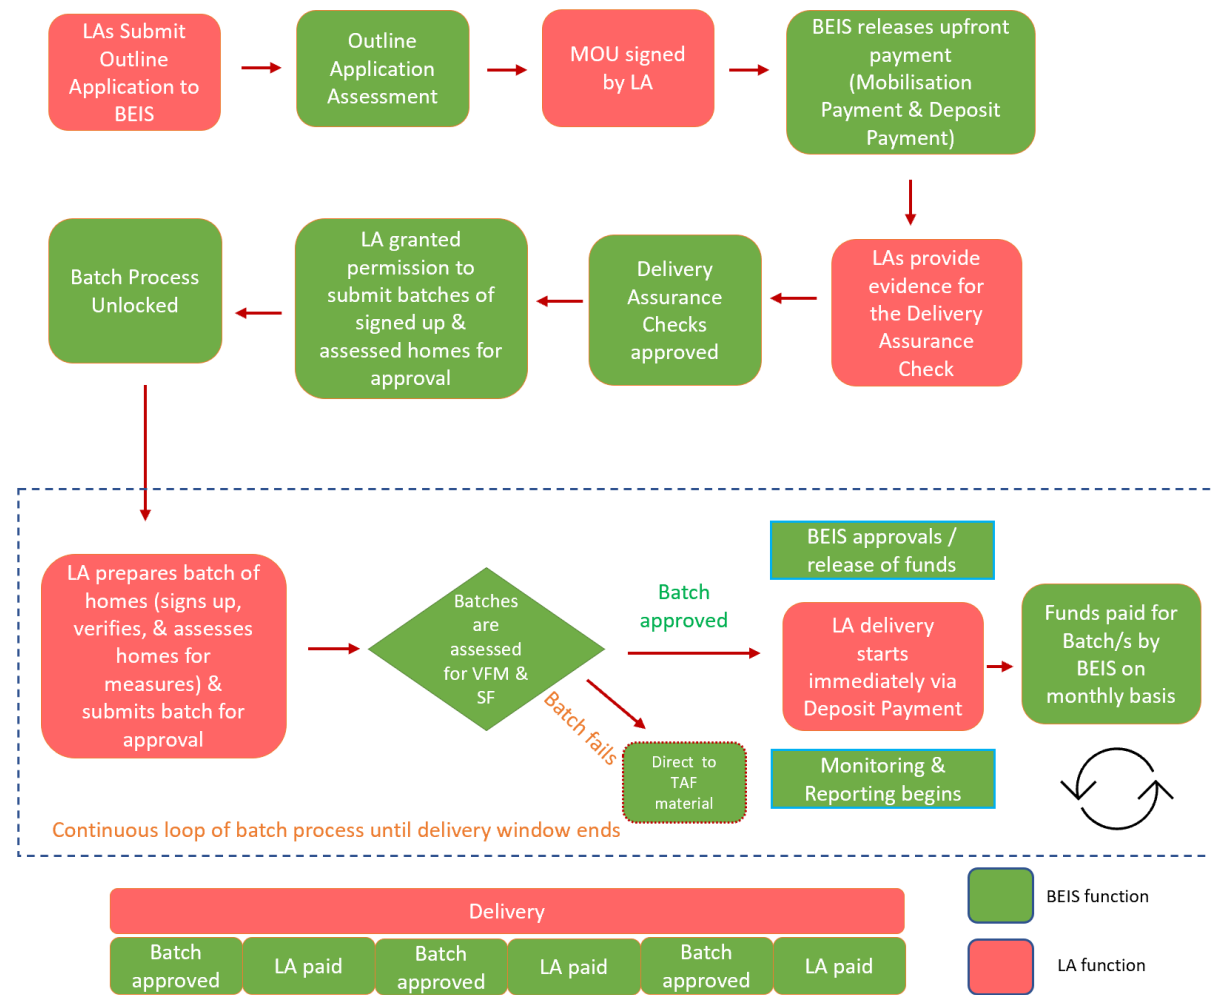 LAs Submit
Outline
Application to
BEIS
Outline
Application
Assessment
MOU signed
by LA
BEIS releases upfront
payment
(Mobilisation
Payment & Deposit
Payment)
LAs provide
evidence for
the Delivery
Assurance
Check
Delivery
Assurance
Checks
approved
LA granted
permission to
submit batches of
signed up &
assessed homes for
approval
Batch Process
Unlocked
LA prepares batch of
homes (signs up,
verifies, & assesses
homes for
measures) &
submits batch for
approval
Batches
are
assessed
for VFM &
SF
Batch
approved
Batch fails
Direct to
TAF
material
BEIS approvals /
release of funds
LA delivery
starts
immediately via
Deposit Payment
Monitoring &
Reporting begins
Funds paid for
Batch/s by
BEIS on
monthly basis
Continuous loop of batch process until delivery window ends
Delivery
Batch
approved
LA paid
Batch
approved
LA paid
Batch
approved
LA paid
BEIS function
LA function